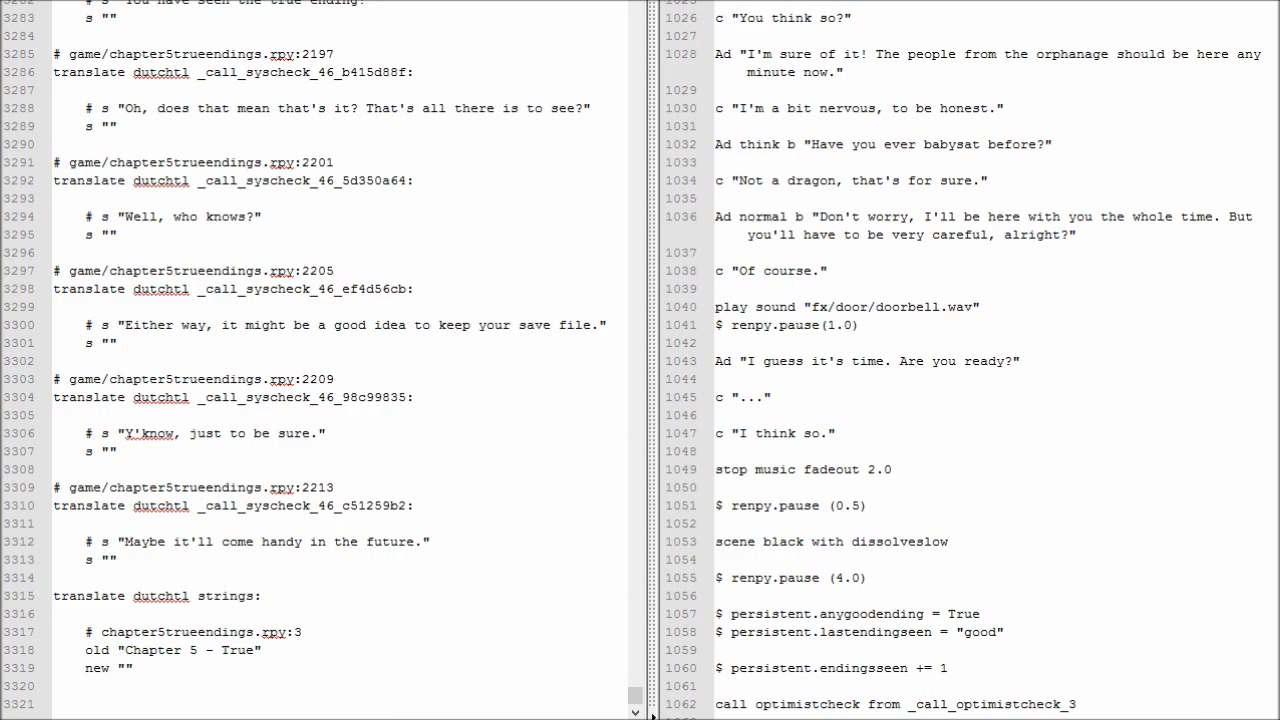 3282 # s "You have seen the true ending!"
3283 s ""
3284
3285 # game/chapter5trueendings.rpy:2197
3286 translate dutchtl _call_syscheck_46_b415d88f:
3287
3288 # s "Oh, does that mean that's it? That's all there is to see?"
3289 s ""
3290
3291 # game/chapter5trueendings.rpy:2201
3292 translate dutchtl _call_syscheck_46_5d350a64:
3293
3294 # s "Well, who knows?"
3295 s ""
3296
3297 # game/chapter5trueendings.rpy:2205
3298 translate dutchtl _call_syscheck_46_ef4d56cb:
3299
3300 # s "Either way, it might be a good idea to keep your save file."
3301 s ""
3302
3303 # game/chapter5trueendings.rpy:2209
3304 translate dutchtl _call_syscheck_46_98c99835:
3305
3306 # s "Y'know, just to be sure."
3307 s ""
3308
3309 # game/chapter5trueendings.rpy:2213
3310 translate dutchtl _call_syscheck_46_c51259b2:
3311
3312 # s "Maybe it'll come handy in the future."
3313 s ""
3314
3315 translate dutchtl strings:
3316
3317 # chapter5trueendings.rpy:3
3318 old "Chapter 5 - True"
3319 new ""
3320
3321
1026 c "You think so?"
1027
1028 Ad "I'm sure of it! The people from the orphanage should be here any
minute now."
1029
1030 c "I'm a bit nervous, to be honest."
1031
1032 Ad think b "Have you ever babysat before?"
1033
1034 c "Not a dragon, that's for sure."
1035
1036 Ad normal b "Don't worry, I'll be here with you the whole time. But
you'll have to be very careful, alright?"
1037
1038 c "Of course."
1039
1040 play sound "fx/door/doorbell.wav"
1041 $ renpy.pause(1.0)
1042
1043 Ad "I guess it's time. Are you ready?"
1044
1045 c "..."
1046
1047 c "I think so."
1048
1049 stop music fadeout 2.0
1050
1051 $ renpy.pause (0.5)
1052
1053 scene black with dissolveslow
1054
1055 $ renpy.pause (4.0)
1056
1057 $ persistent.anygoodending = True
1058 $ persistent.lastendingseen = "good"
1059
1060 $ persistent.endingsseen += 1
1061
1062 call optimistcheck from _call_optimistcheck_3